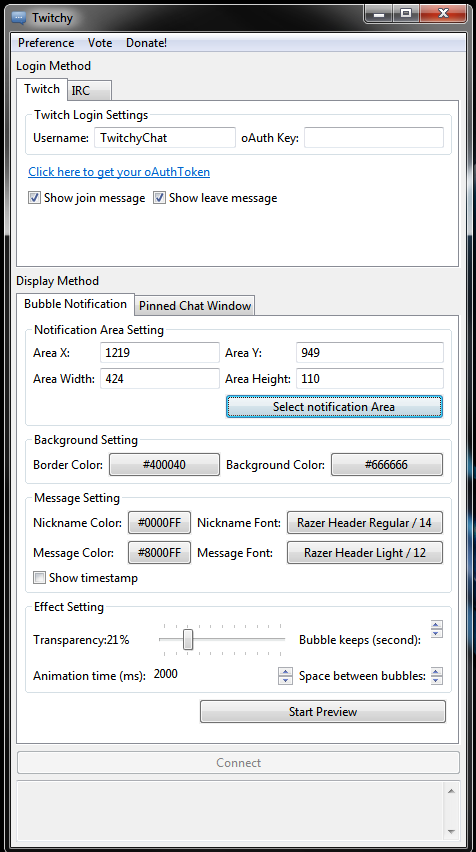 Twitchy
Preference Vote Donate!
Login Method
Twitch IRC
Twitch Login Settings
Username: TwitchyChat oAuth Key:
Click here to get your oAuthToken
Show join message Show leave message
Display Method
Bubble Notification Pinned Chat Window
Notification Area Setting
Area X: 1219 Area Y: 949
Area Width: 424 Area Height: 110
Select notification Area
Background Setting
Border Color: #400040 Background Color: #666666
Message Setting
Nickname Color: #0000FF Nickname Font: Razer Header Regular / 14
Message Color: #8000FF Message Font: Razer Header Light / 12
Show timestamp
Effect Setting
Transparency:21% Bubble keeps (second):
Animation time (ms): 2000 Space between bubbles:
Start Preview
Connect